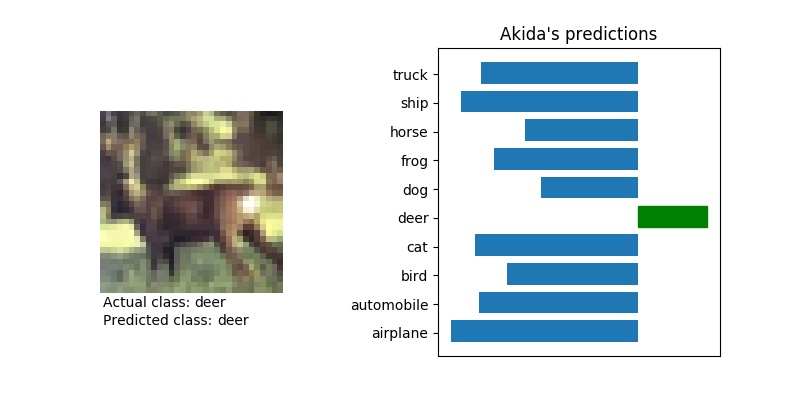 Akida's predictions
truck
ship
horse
frog
dog
deer
cat
bird
automobile
airplane
Actual class: deer
Predicted class: deer